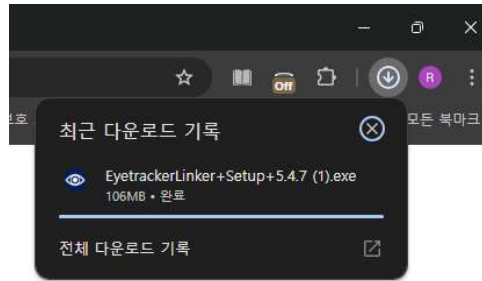 Off
R
보호
모든 북마크
최근 다운로드 기록
EyetrackerLinker+Setup+5.4.7 (1).exe
106MB • 완료
전체 다운로드 기록